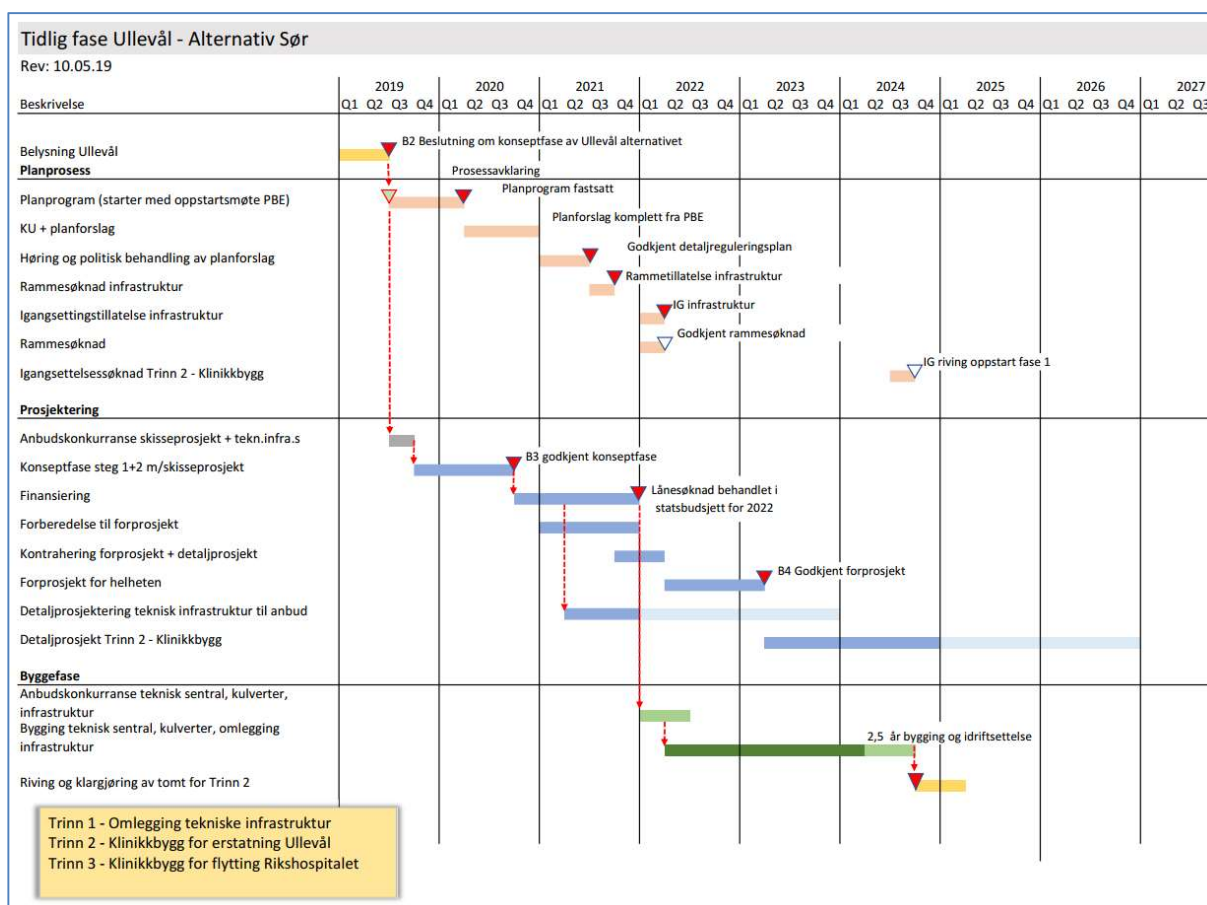 Tidlig fase Ullevål - Alternativ Sør
Rev: 10.05.19
2019 2020 2021 2022 2023 2024 2025 2026 2027
Beskrivelse Q1 Q2 Q3 Q4 Q1 Q2 Q3 Q4 Q1 Q2 Q3 Q4 Q1 Q2 Q3 Q4 Q1 Q2 Q3 Q4 Q1 Q2 Q3 Q4 Q1 Q2 Q3 Q4 Q1 Q2 Q3 Q4 Q1 Q2 Q3
B2 Beslutning om konseptfase av Ullevål alternativet
Belysning Ullevål
Planprosess Prosessavklaring
Planprogram (starter med oppstartsmøte PBE) Planprogram fastsatt
KU + planforslag Planforslag komplett fra PBE
Høring og politisk behandling av planforslag Godkjent detaljreguleringsplan
Rammesøknad infrastruktur Rammetillatelse infrastruktur
Igangsettingstillatelse infrastruktur IG infrastruktur
Rammesøknad Godkjent rammesøknad
Igangsettelsessøknad Trinn 2 - Klinikkbygg IG riving oppstart fase 1
Prosjektering
Anbudskonkurranse skisseprosjekt + tekn.infra.s
Konseptfase steg 1+2 m/skisseprosjekt B3 godkjent konseptfase
Finansiering Lånesøknad behandlet i
statsbudsjett for 2022
Forberedelse til forprosjekt
Kontrahering forprosjekt + detaljprosjekt
Forprosjekt for helheten B4 Godkjent forprosjekt
Detaljprosjektering teknisk infrastruktur til anbud
Detaljprosjekt Trinn 2 - Klinikkbygg
Byggefase
Anbudskonkurranse teknisk sentral, kulverter,
infrastruktur
Bygging teknisk sentral, kulverter, omlegging
infrastruktur 2,5 år bygging og idriftsettelse
Riving og klargjøring av tomt for Trinn 2
Trinn 1 - Omlegging tekniske infrastruktur
Trinn 2 - Klinikkbygg for erstatning Ullevål
Trinn 3 - Klinikkbygg for flytting Rikshospitalet